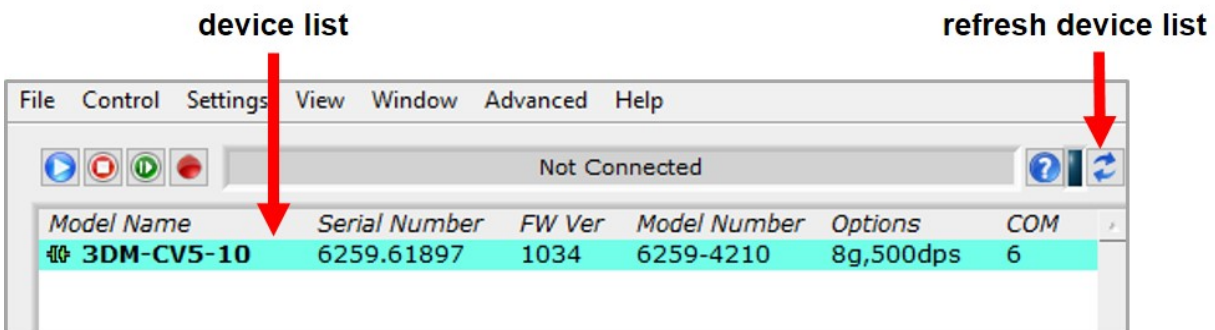 device list
refresh device list
File Control Settings View Window Advanced Help
Not Connected
Model Name Serial Number FW Ver Model Number Options COM
3DM-CV5-10 6259.61897 1034 6259-4210 8g,500dps 6